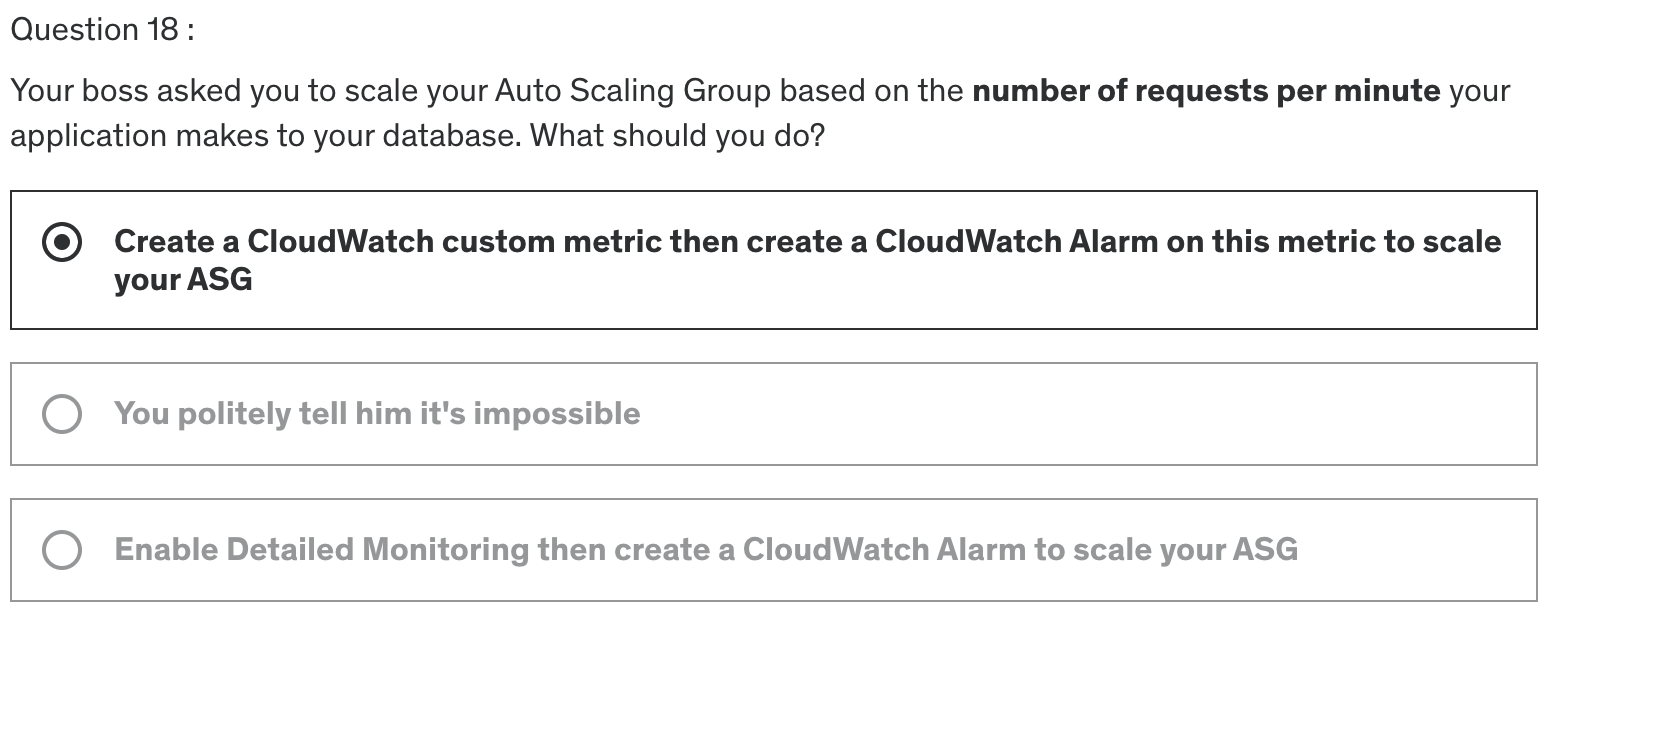 Question 18 :
Your boss asked you to scale your Auto Scaling Group based on the number of requests per minute your
application makes to your database. What should you do?
Create a CloudWatch custom metric then create a CloudWatch Alarm on this metric to scale
your ASG
You politely tell him it's impossible
Enable Detailed Monitoring then create a CloudWatch Alarm to scale your ASG